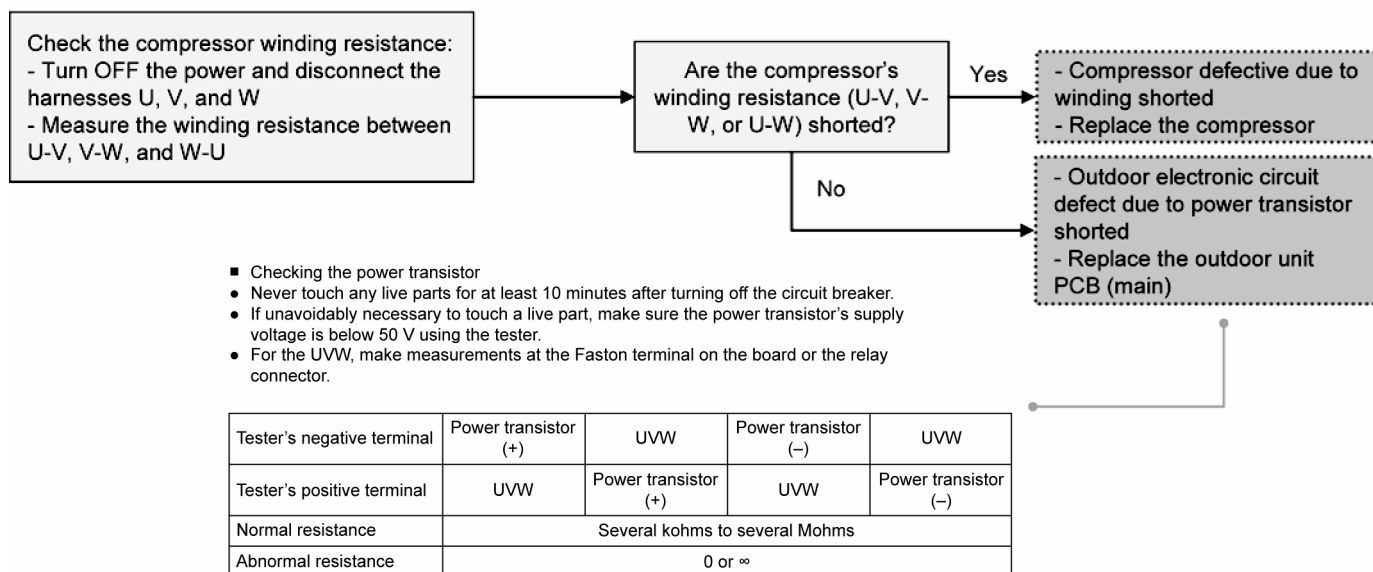 Check the compressor winding resistance:
- Turn OFF the power and disconnect the
harnesses U, V, and W
- Measure the winding resistance between
U-V, V-W, and W-U
Are the compressor's
winding resistance (U-V, V-
W, or U-W) shorted?
Yes
- Compressor defective due to
winding shorted
- Replace the compressor
No
- Outdoor electronic circuit
defect due to power transistor
shorted
- Replace the outdoor unit
PCB (main)
■ Checking the power transistor
● Never touch any live parts for at least 10 minutes after turning off the circuit breaker.
● If unavoidably necessary to touch a live part, make sure the power transistor's supply
voltage is below 50 V using the tester.
● For the UVW, make measurements at the Faston terminal on the board or the relay
connector.
Tester's negative terminal
Power transistor
(+)
UVW
Power transistor
(–)
UVW
Tester's positive terminal
UVW
Power transistor
(+)
UVW
Power transistor
(–)
Normal resistance
Several kohms to several Mohms
Abnormal resistance
0 or ∞